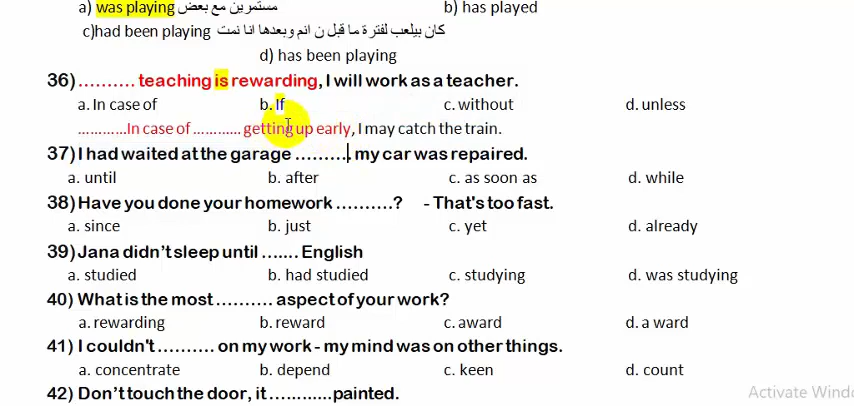 a) was playing مستمرين مع بعض b) has played
c)had been playing كان بيلعب لفترة ما قبل ن انم وبعدها انا نمت
d) has been playing
36).......... teaching is rewarding, I will work as a teacher.
a. In case of b. If c. without d. unless
............In case of ............ getting up early, I may catch the train.
37) I had waited at the garage ......... my car was repaired.
a. until b. after c. as soon as d. while
38) Have you done your homework ..........? - That's too fast.
a. since b. just c. yet d. already
39) Jana didn't sleep until ....... English
a. studied b. had studied c. studying d. was studying
40) What is the most .......... aspect of your work?
a. rewarding b. reward c. award d. a ward
41) I couldn't .......... on my work - my mind was on other things.
a. concentrate b. depend c. keen d. count
42) Don't touch the door, it ............painted.
Activate Windo